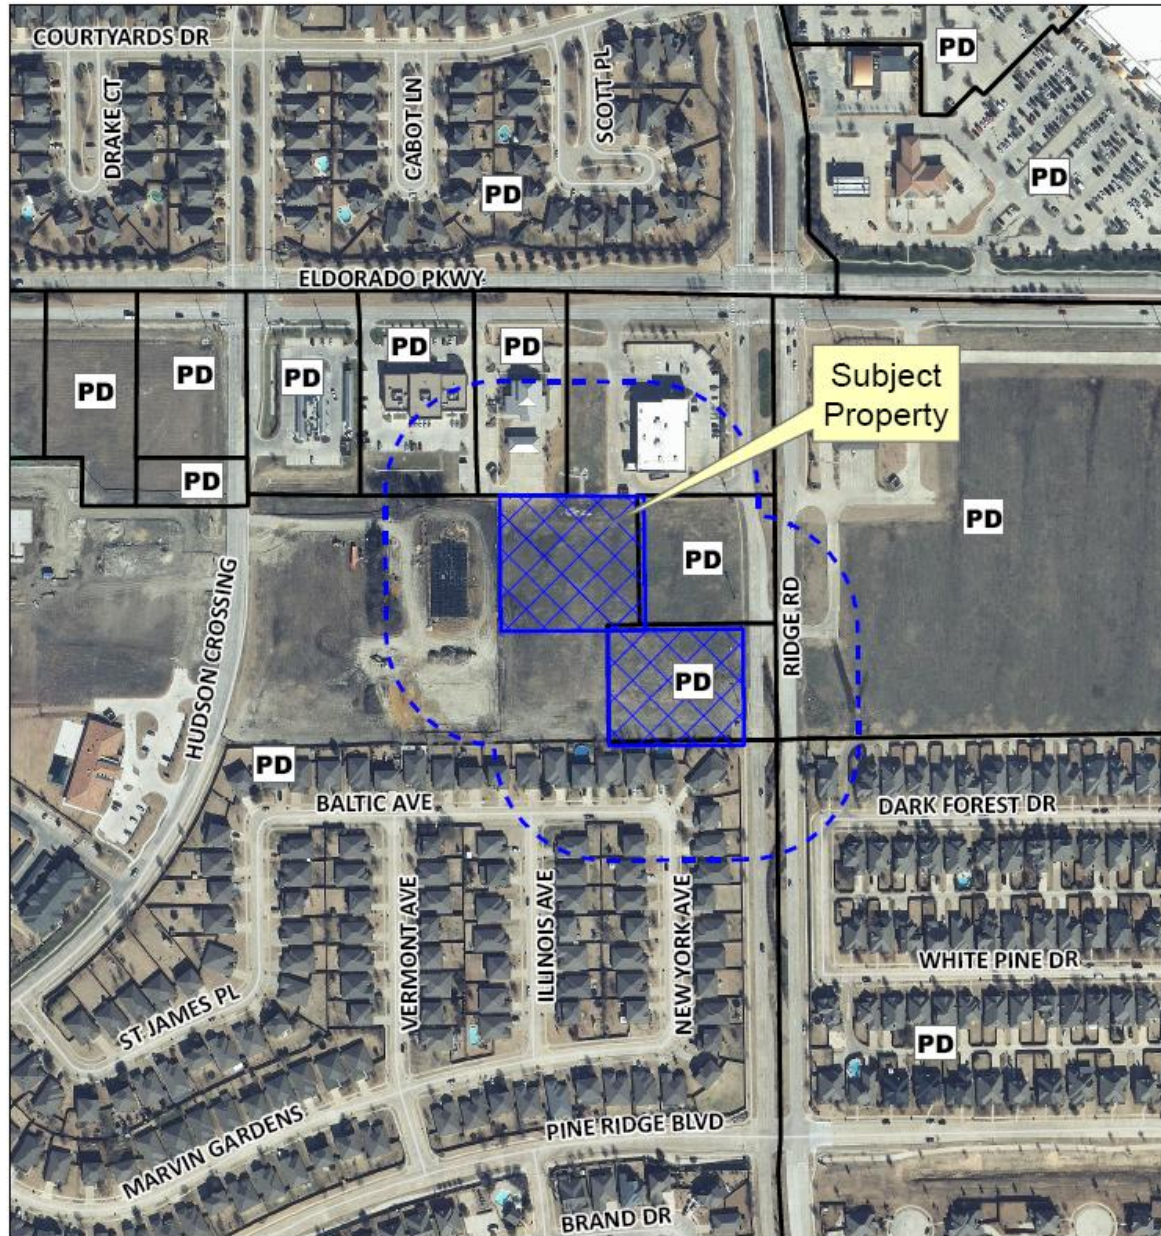 COURTYARDS DR
DRAKE CT
CABOT LN
SCOTT PL
PD
PD
PD
ELDORADO PKWY
PD
PD
PD
PD
PD
PD
Subject
Property
PD
PD
PD
HUDSON CROSSING
RIDGE RD
PD
BALTIC AVE
DARK FOREST DR
VERMONT AVE
ILLINOIS AVE
NEW YORK AVE
WHITE PINE DR
ST JAMES PL
PD
MARVIN GARDENS
PINE RIDGE BLVD
BRAND DR